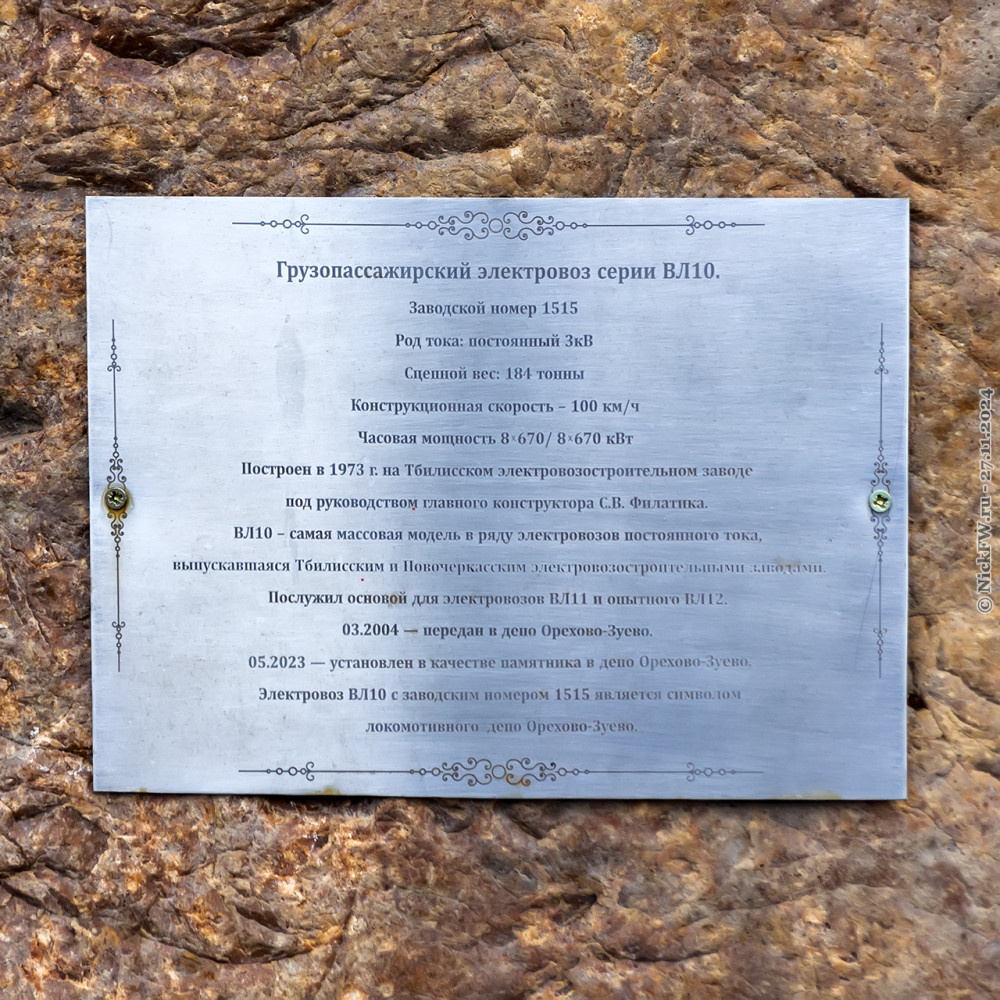 Грузопассажирский электровоз серии ВЛ10.
Заводской номер 1515
Род тока: постоянный 3кВ
Сцепной вес: 184 тонны
Конструкционная скорость – 100 км/ч
Часовая мощность 8×670/ 8×670 кВт
Построен в 1973 г. на Тбилисском электровозостроительном заводе
под руководством главного конструктора С.В. Филатика.
ВЛ10 – самая массовая модель в ряду электровозов постоянного тока,
выпускавшаяся Тбилисским и Новочеркасским электровозостроительными заводами.
Послужил основой для электровозов ВЛ11 и опытного ВЛ12.
03.2004 — передан в депо Орехово-Зуево.
05.2023 — установлен в качестве памятника в депо Орехово-Зуево.
Электровоз ВЛ10 с заводским номером 1515 является символом
локомотивного депо Орехово-Зуево.
© NickFW.ru - 27.11.2024